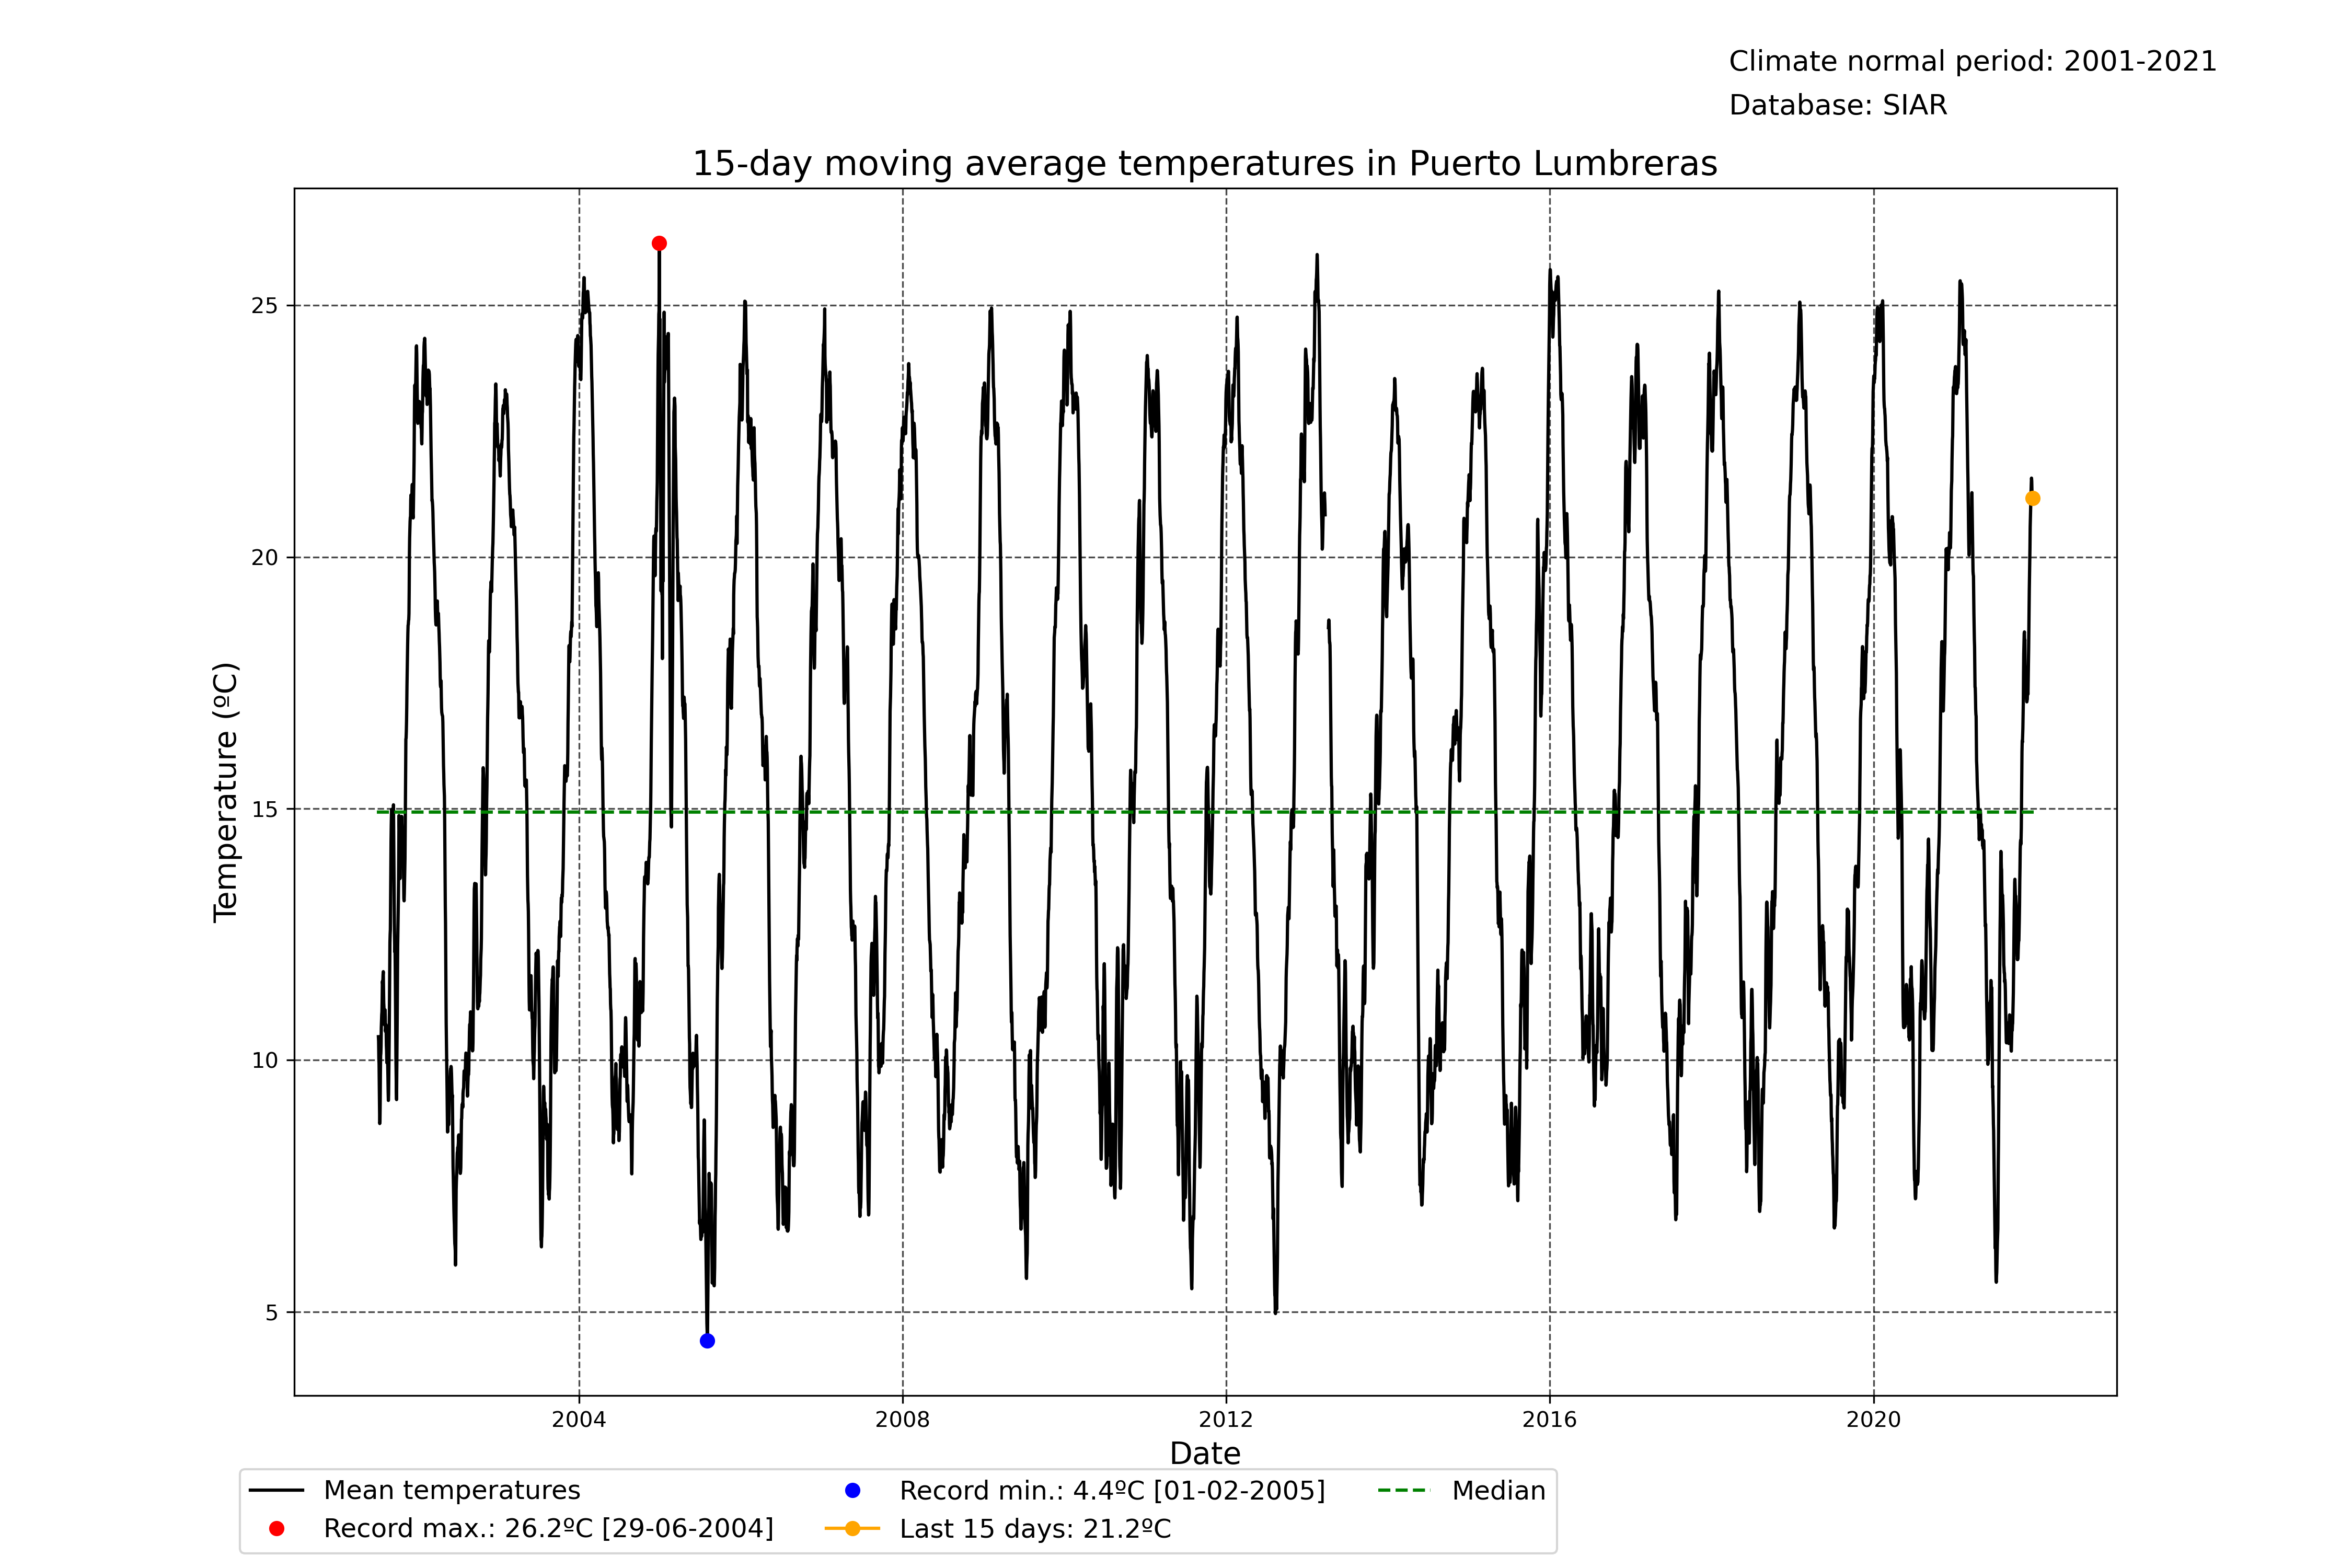 Climate normal period: 2001-2021
Database: SIAR
15-day moving average temperatures in Puerto Lumbreras
25
20
15
10
5
Temperature (ºC)
2004 2008 2012 2016 2020
Date
Mean temperatures
Record max.: 26.2ºC [29-06-2004]
Record min.: 4.4ºC [01-02-2005]
Last 15 days: 21.2ºC
Median